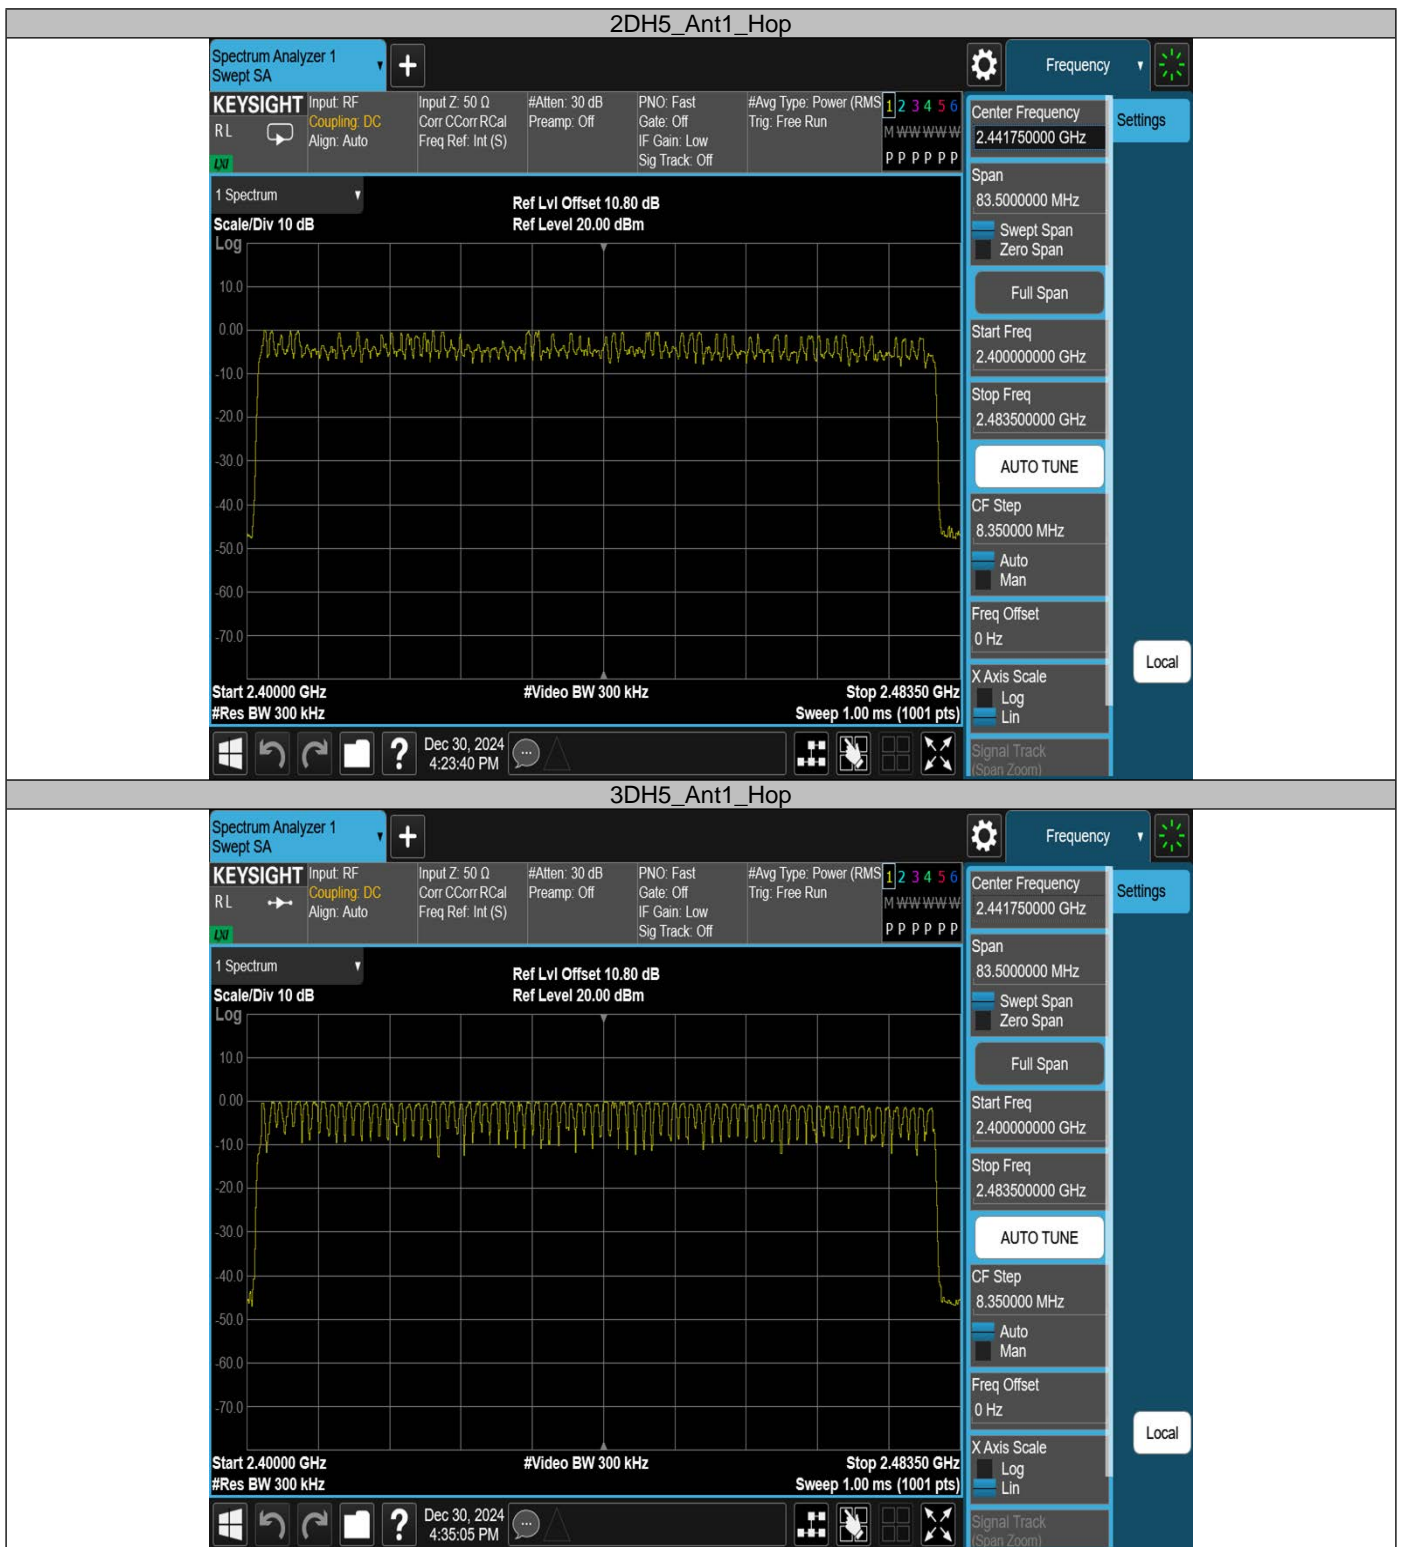 2DH5_Ant1_Hop
Spectrum Analyzer 1
Swept SA
Frequency
KEYSIGHT
RL
LXI
Input: RF
Coupling: DC
Align: Auto
Input Z: 50 Ω
Corr CCorr RCal
Freq Ref: Int (S)
#Atten: 30 dB
Preamp: Off
PNO: Fast
Gate: Off
IF Gain: Low
Sig Track: Off
#Avg Type: Power (RMS
Trig: Free Run
1 2 3 4 5 6
M W W W W W
P P P P P P
1 Spectrum
Scale/Div 10 dB
Ref Lvl Offset 10.80 dB
Ref Level 20.00 dBm
Log
10.0
0.00
-10.0
-20.0
-30.0
-40.0
-50.0
-60.0
-70.0
Start 2.40000 GHz
#Res BW 300 kHz
#Video BW 300 kHz
Stop 2.48350 GHz
Sweep 1.00 ms (1001 pts)
Dec 30, 2024
4:23:40 PM
Center Frequency
2.441750000 GHz
Settings
Span
83.5000000 MHz
Swept Span
Zero Span
Full Span
Start Freq
2.400000000 GHz
Stop Freq
2.483500000 GHz
AUTO TUNE
CF Step
8.350000 MHz
Auto
Man
Freq Offset
0 Hz
Local
X Axis Scale
Log
Lin
Signal Track
(Span Zoom)
3DH5_Ant1_Hop
Spectrum Analyzer 1
Swept SA
Frequency
KEYSIGHT
RL
LXI
Input: RF
Coupling: DC
Align: Auto
Input Z: 50 Ω
Corr CCorr RCal
Freq Ref: Int (S)
#Atten: 30 dB
Preamp: Off
PNO: Fast
Gate: Off
IF Gain: Low
Sig Track: Off
#Avg Type: Power (RMS
Trig: Free Run
1 2 3 4 5 6
M W W W W W
P P P P P P
1 Spectrum
Scale/Div 10 dB
Ref Lvl Offset 10.80 dB
Ref Level 20.00 dBm
Log
10.0
0.00
-10.0
-20.0
-30.0
-40.0
-50.0
-60.0
-70.0
Start 2.40000 GHz
#Res BW 300 kHz
#Video BW 300 kHz
Stop 2.48350 GHz
Sweep 1.00 ms (1001 pts)
Dec 30, 2024
4:35:05 PM
Center Frequency
2.441750000 GHz
Settings
Span
83.5000000 MHz
Swept Span
Zero Span
Full Span
Start Freq
2.400000000 GHz
Stop Freq
2.483500000 GHz
AUTO TUNE
CF Step
8.350000 MHz
Auto
Man
Freq Offset
0 Hz
Local
X Axis Scale
Log
Lin
Signal Track
(Span Zoom)